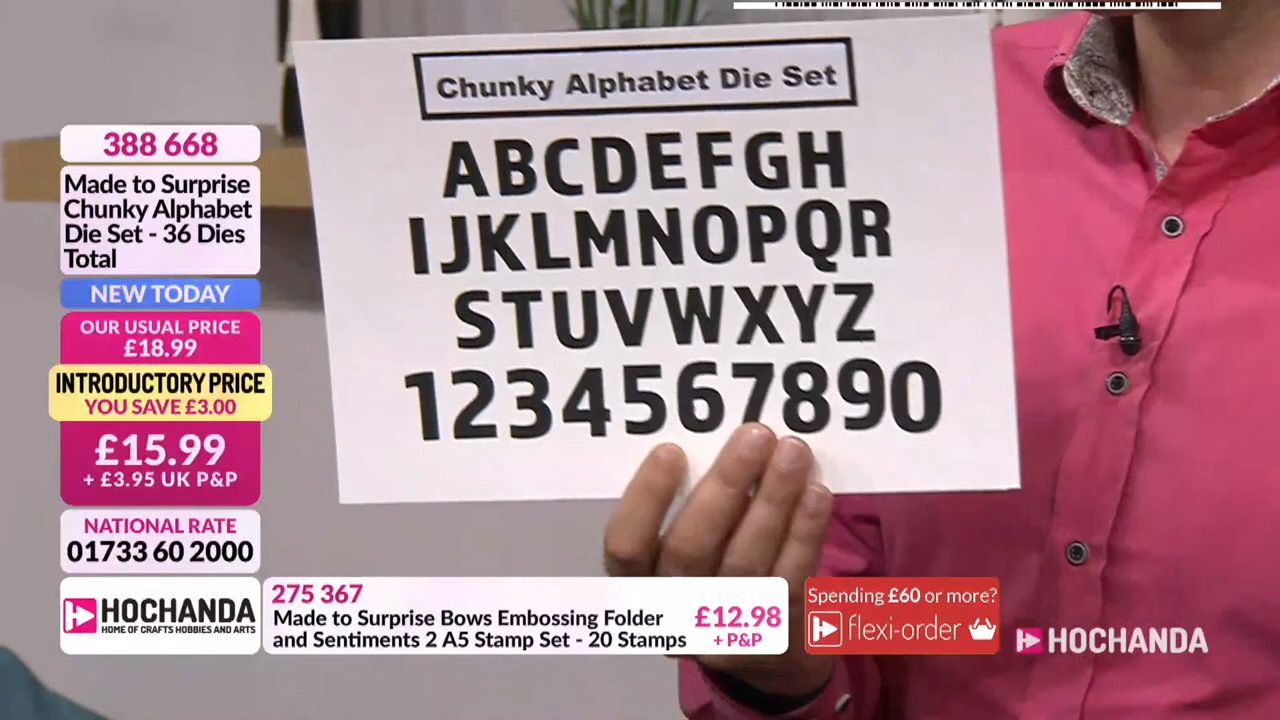 Chunky Alphabet Die Set
ABCDEFGH
IJKLMNOPQR
STUVWXYZ
1234567890
388 668
Made to Surprise
Chunky Alphabet
Die Set - 36 Dies
Total
NEW TODAY
OUR USUAL PRICE
£18.99
INTRODUCTORY PRICE
YOU SAVE £3.00
£15.99
+ £3.95 UK P&P
NATIONAL RATE
01733 60 2000
HOCHANDA
HOME OF CRAFTS HOBBIES AND ARTS
275 367
Made to Surprise Bows Embossing Folder
and Sentiments 2 A5 Stamp Set - 20 Stamps
£12.98
+ P&P
Spending £60 or more?
flexi-order
HOCHANDA